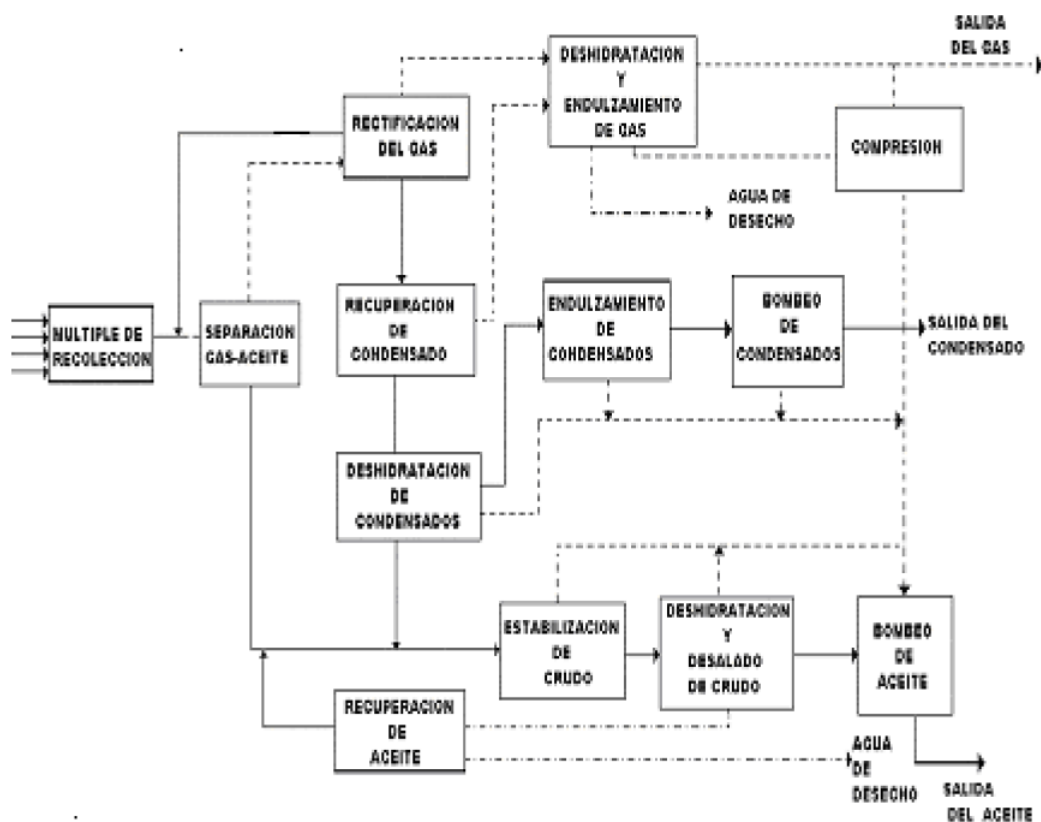 SALIDA
DEL GAS
DESHIDRATACION
Y
ENDULZAMIENTO
DE GAS
RECTIFICACION
DEL GAS
COMPRESION
AGUA DE
DESECHO
MULTIPLE DE
RECOLECCION
SEPARACION
GAS-ACEITE
RECUPERACION
DE
CONDENSADO
ENDULZAMIENTO
DE
CONDENSADOS
BOMBEO
DE
CONDENSADOS
SALIDA DEL
CONDENSADO
DESHIDRATACION
DE
CONDENSADOS
ESTABILIZACION
DE
CRUDO
DESHIDRATACION
Y
DESALADO
DE CRUDO
BOMBEO
DE
ACEITE
RECUPERACION
DE
ACEITE
AGUA
DE
DESECHO
SALIDA
DEL ACEITE